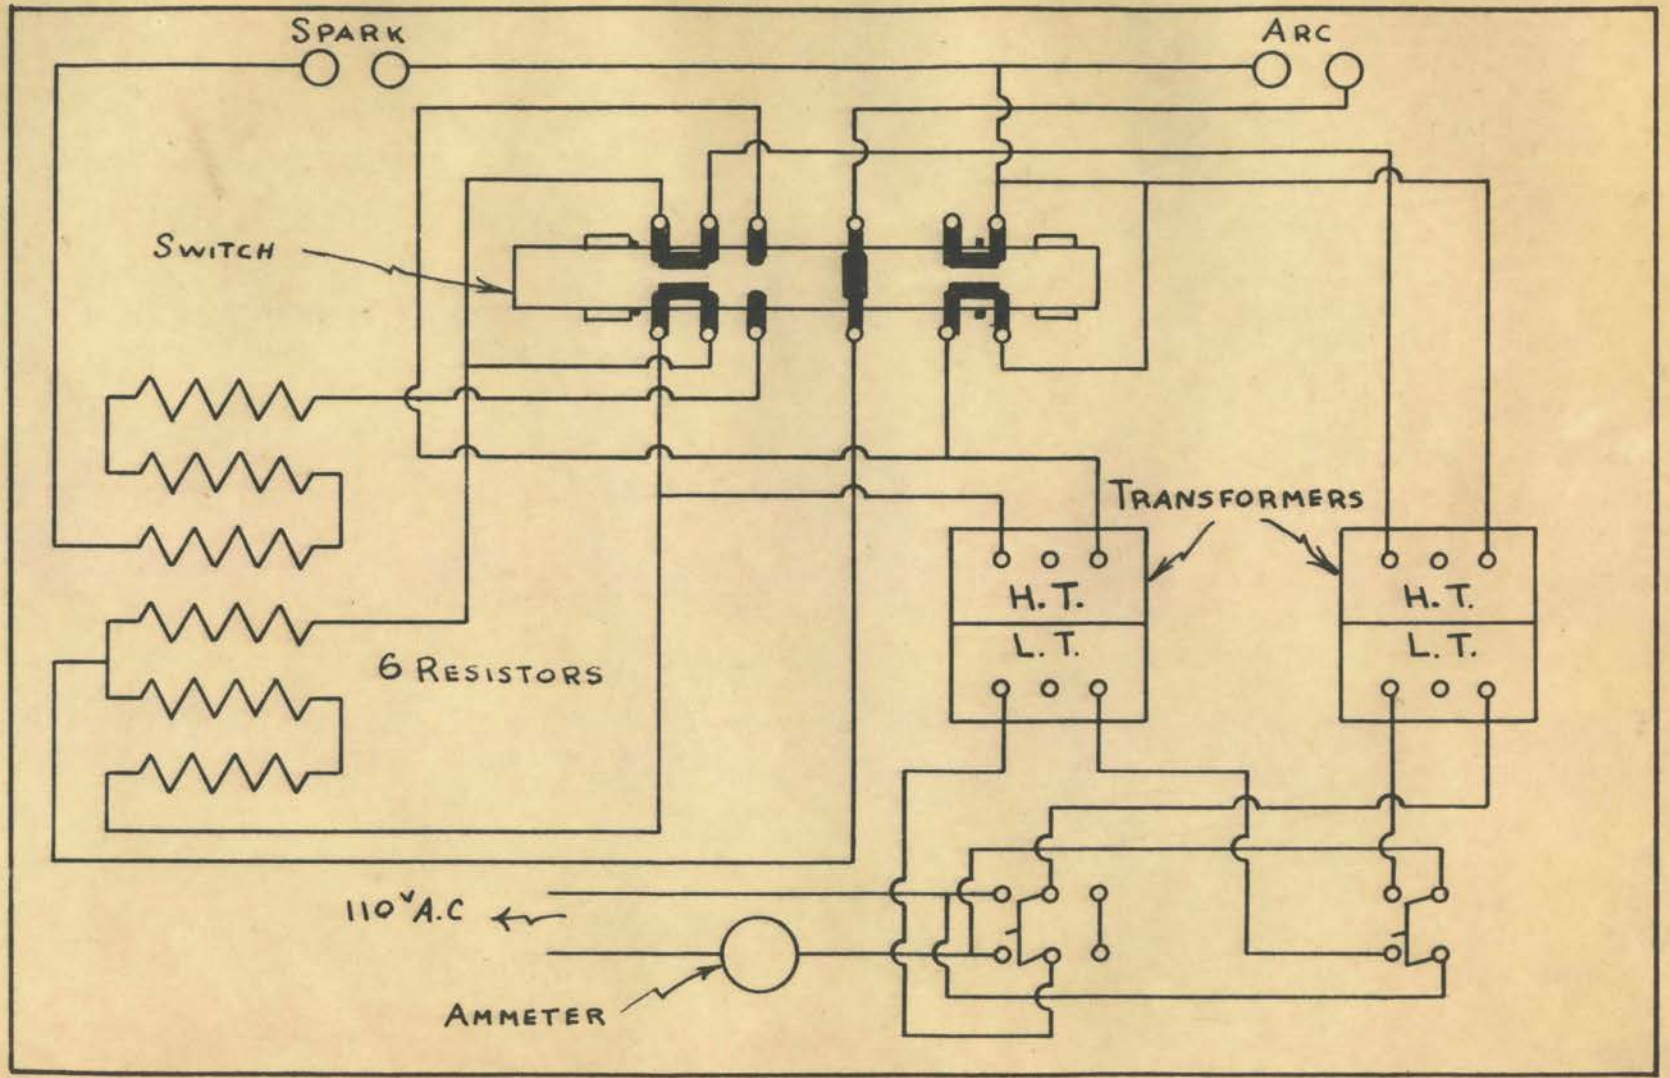 SPARK
ARC
SWITCH
TRANSFORMERS
H.T.
H.T.
L.T.
L.T.
6 RESISTORS
110V A.C
AMMETER